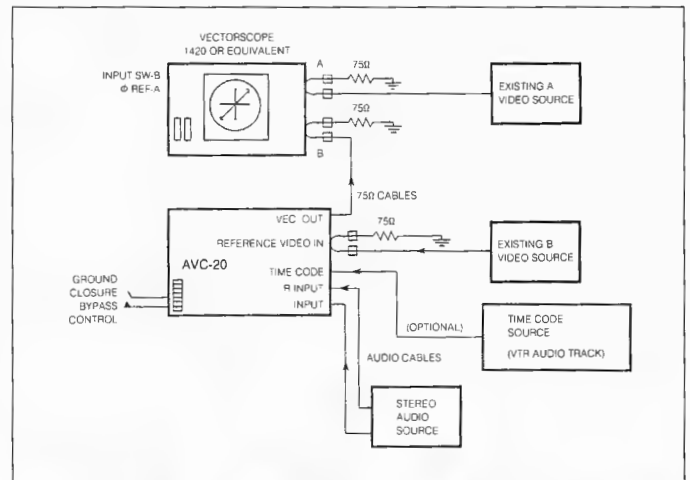 VECTORSCOPE
1420 OR EQUIVALENT
INPUT SW-B
Φ REF-A
A
75Ω
EXISTING A
VIDEO SOURCE
75Ω
B
75Ω CABLES
VEC OUT
75Ω
REFERENCE VIDEO IN
EXISTING B
VIDEO SOURCE
AVC-20
TIME CODE
R INPUT
INPUT
GROUND
CLOSURE
BYPASS
CONTROL
(OPTIONAL)
TIME CODE
SOURCE
(VTR AUDIO TRACK)
AUDIO CABLES
STEREO
AUDIO
SOURCE